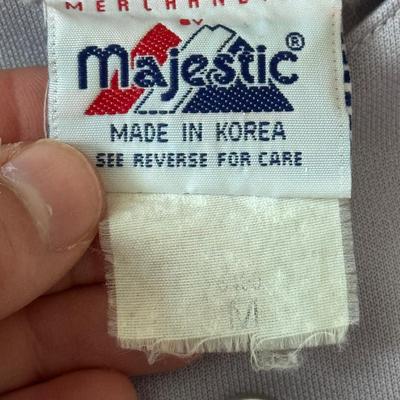 BY
Majestic®
MADE IN KOREA
SEE REVERSE FOR CARE
M